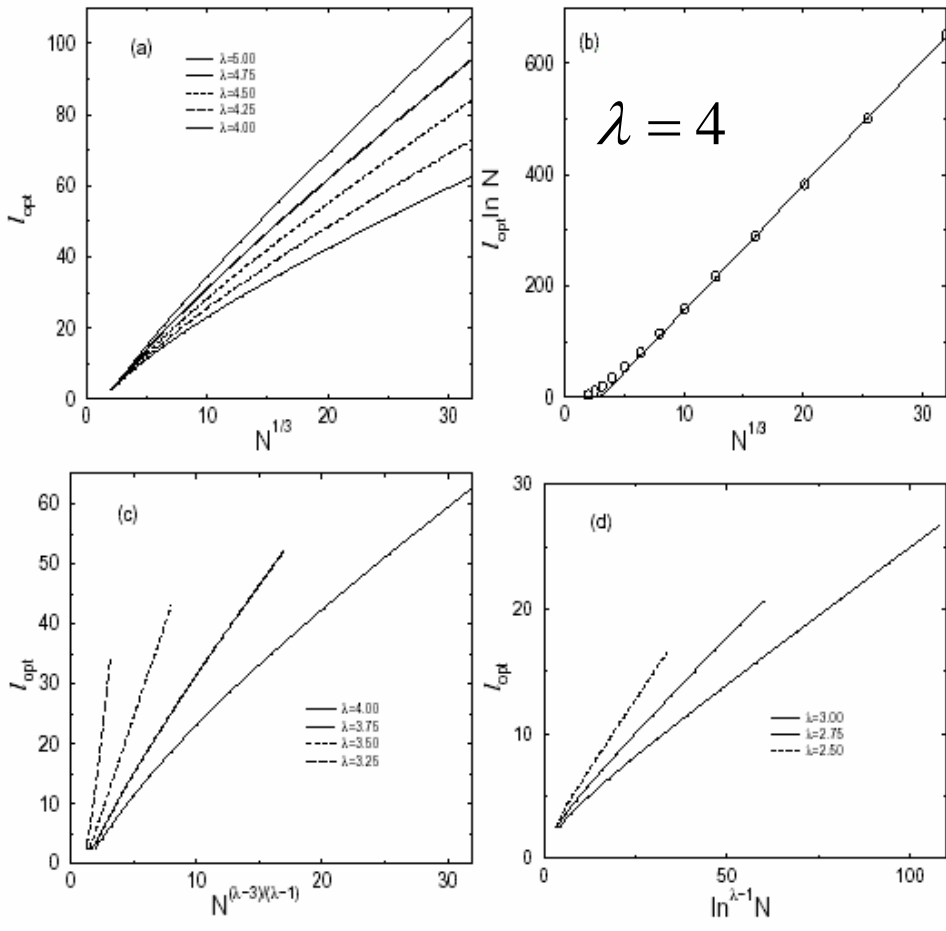 (a)
λ=5.00
λ=4.75
λ=4.50
λ=4.25
λ=4.00
100
80
60
40
20
0
l_opt
0 10 20 30
N^1/3
(b)
λ = 4
600
400
200
0
l_opt ln N
0 10 20 30
N^1/3
(c)
60
50
40
30
20
10
0
l_opt
λ=4.00
λ=3.75
λ=3.50
λ=3.25
0 10 20 30
N^(λ−3)/(λ−1)
(d)
30
20
10
0
l_opt
λ=3.00
λ=2.75
λ=2.50
0 50 100
ln^λ−1 N